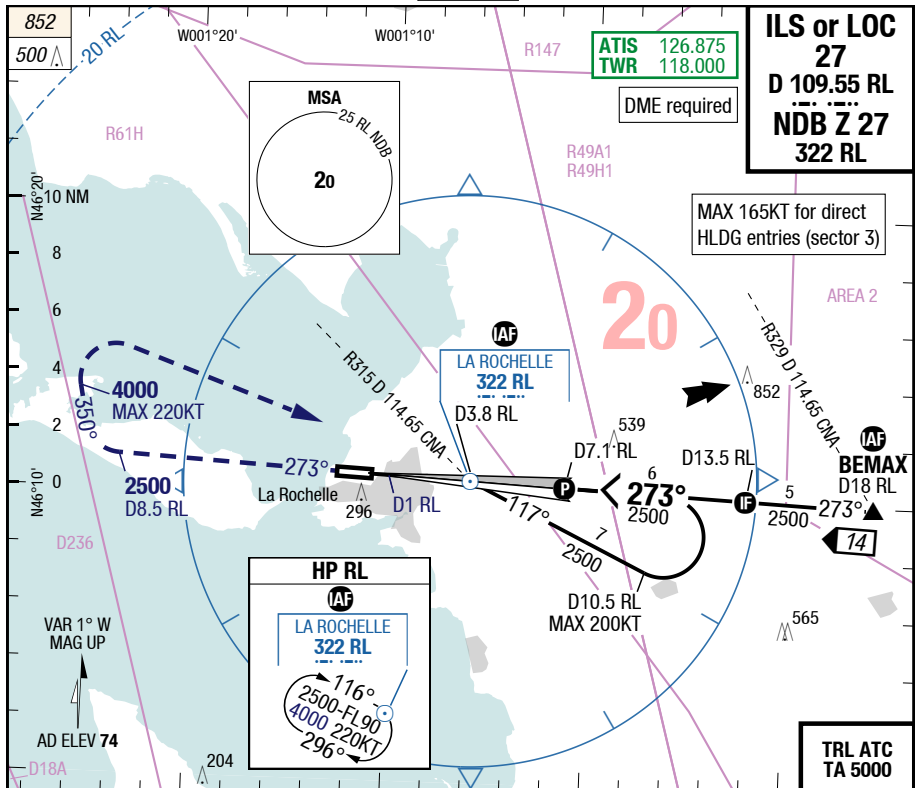 852
500
20 RL
W001°20'
W001°10'
R147
ATIS 126.875
TWR 118.000
DME required
ILS or LOC
27
D 109.55 RL
NDB Z 27
322 RL
MSA
25 RL NDB
20
R61H
R49A1
R49H1
N46°20'
10 NM
8
6
4
2
0
N46°10'
MAX 165KT for direct
HLDG entries (sector 3)
AREA 2
20
IAF
LA ROCHELLE
322 RL
D3.8 RL
R315 D 114.65 CNA
R329 D 114.65 CNA
852
539
4000
MAX 220KT
350°
2500
D8.5 RL
273°
La Rochelle
296
D1 RL
D7.1 RL
P
6
273°
2500
D13.5 RL
IF
5
2500
273°
IAF
BEMAX
D18 RL
14
117°
7
2500
D10.5 RL
MAX 200KT
565
D236
HP RL
IAF
LA ROCHELLE
322 RL
116°
2500-FL90
4000 220KT
296°
VAR 1° W
MAG UP
AD ELEV 74
D18A
204
TRL ATC
TA 5000